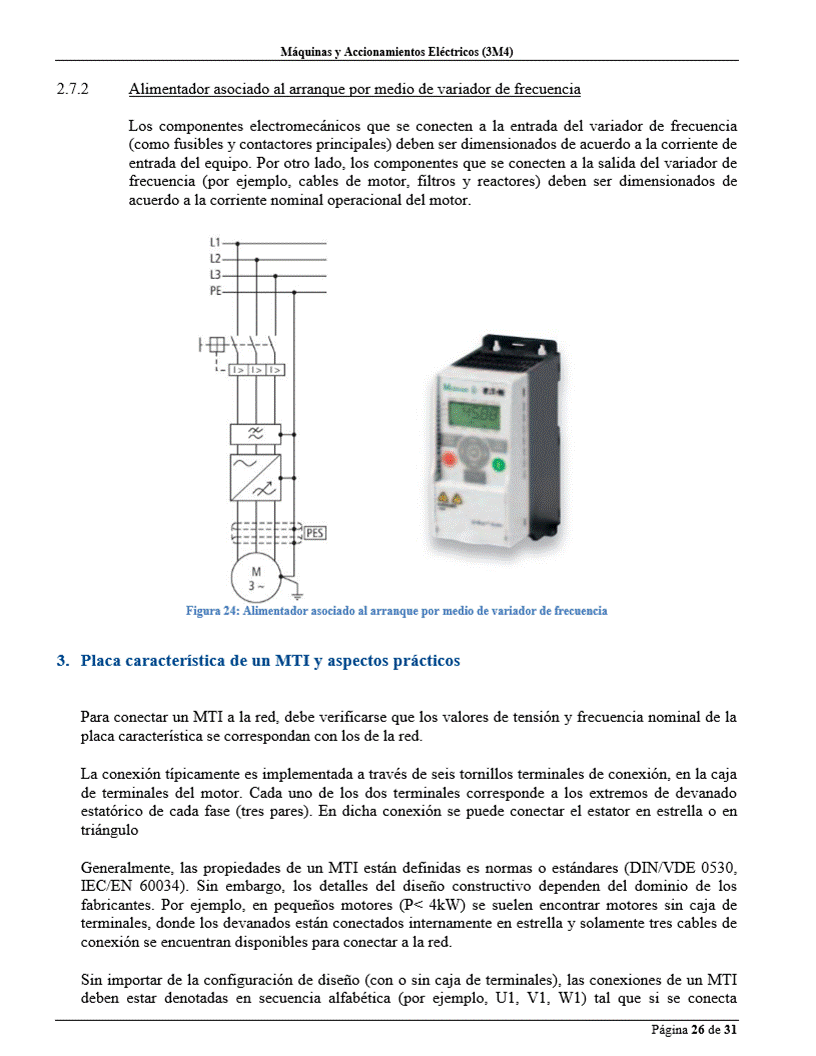 Máquinas y Accionamientos Eléctricos (3M4)
2.7.2 Alimentador asociado al arranque por medio de variador de frecuencia
Los componentes electromecánicos que se conecten a la entrada del variador de frecuencia
(como fusibles y contactores principales) deben ser dimensionados de acuerdo a la corriente de
entrada del equipo. Por otro lado, los componentes que se conecten a la salida del variador de
frecuencia (por ejemplo, cables de motor, filtros y reactores) deben ser dimensionados de
acuerdo a la corriente nominal operacional del motor.
L1
L2
L3
PE
I> I> I>
PES
M
3 ~
Figura 24: Alimentador asociado al arranque por medio de variador de frecuencia
3. Placa característica de un MTI y aspectos prácticos
Para conectar un MTI a la red, debe verificarse que los valores de tensión y frecuencia nominal de la
placa característica se correspondan con los de la red.
La conexión típicamente es implementada a través de seis tornillos terminales de conexión, en la caja
de terminales del motor. Cada uno de los dos terminales corresponde a los extremos de devanado
estatórico de cada fase (tres pares). En dicha conexión se puede conectar el estator en estrella o en
triángulo
Generalmente, las propiedades de un MTI están definidas es normas o estándares (DIN/VDE 0530,
IEC/EN 60034). Sin embargo, los detalles del diseño constructivo dependen del dominio de los
fabricantes. Por ejemplo, en pequeños motores (P< 4kW) se suelen encontrar motores sin caja de
terminales, donde los devanados están conectados internamente en estrella y solamente tres cables de
conexión se encuentran disponibles para conectar a la red.
Sin importar de la configuración de diseño (con o sin caja de terminales), las conexiones de un MTI
deben estar denotadas en secuencia alfabética (por ejemplo, U1, V1, W1) tal que si se conecta
Página 26 de 31